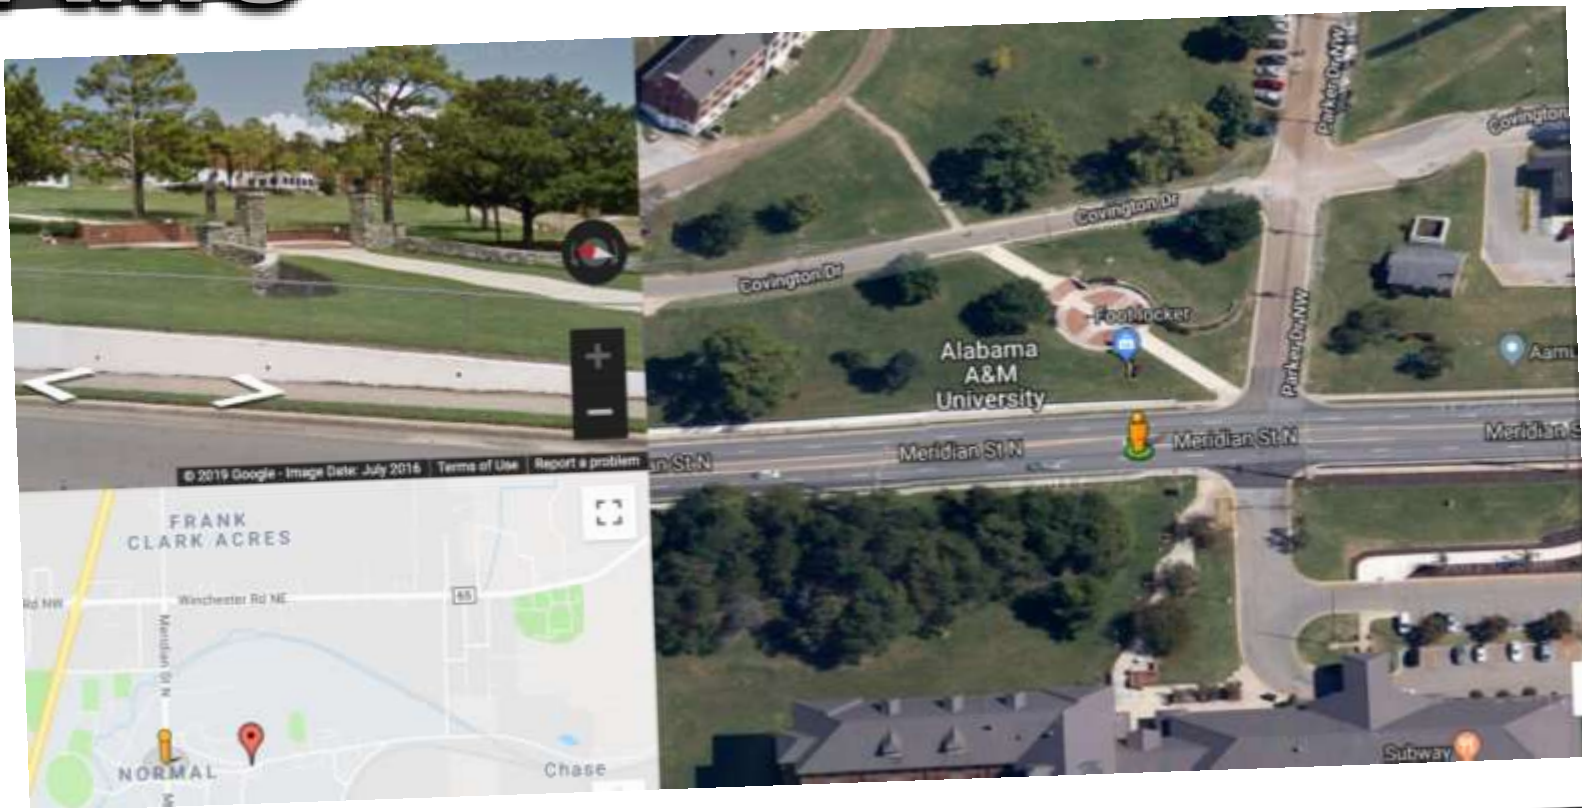 © 2019 Google - Image Date: July 2016 Terms of Use Report a problem
FRANK
CLARK ACRES
Rd NW
Winchester Rd NE
65
Meridian St N
NORMAL
Chase
Parker Dr NW
Covington
Covington Dr
Covington Dr
Foot locker
Alabama
A&M
University
Parker Dr NW
Aamu
an St N
Meridian St N
Meridian St N
Meridian S
Subway